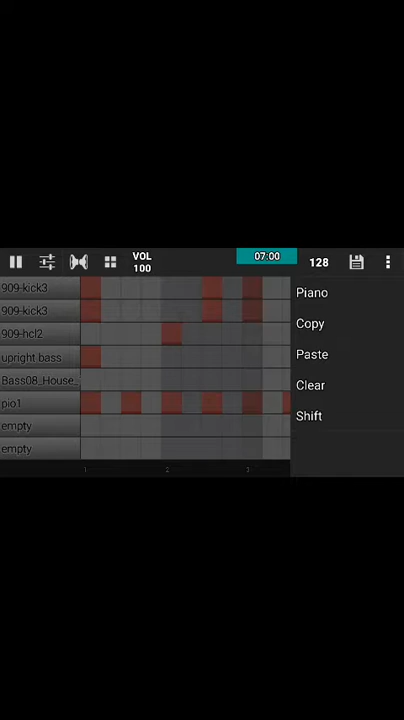 VOL
100
07:00
128
909-kick3
909-kick3
909-hcl2
upright bass
Bass08_House_
pio1
empty
empty
Piano
Copy
Paste
Clear
Shift
1 2 3